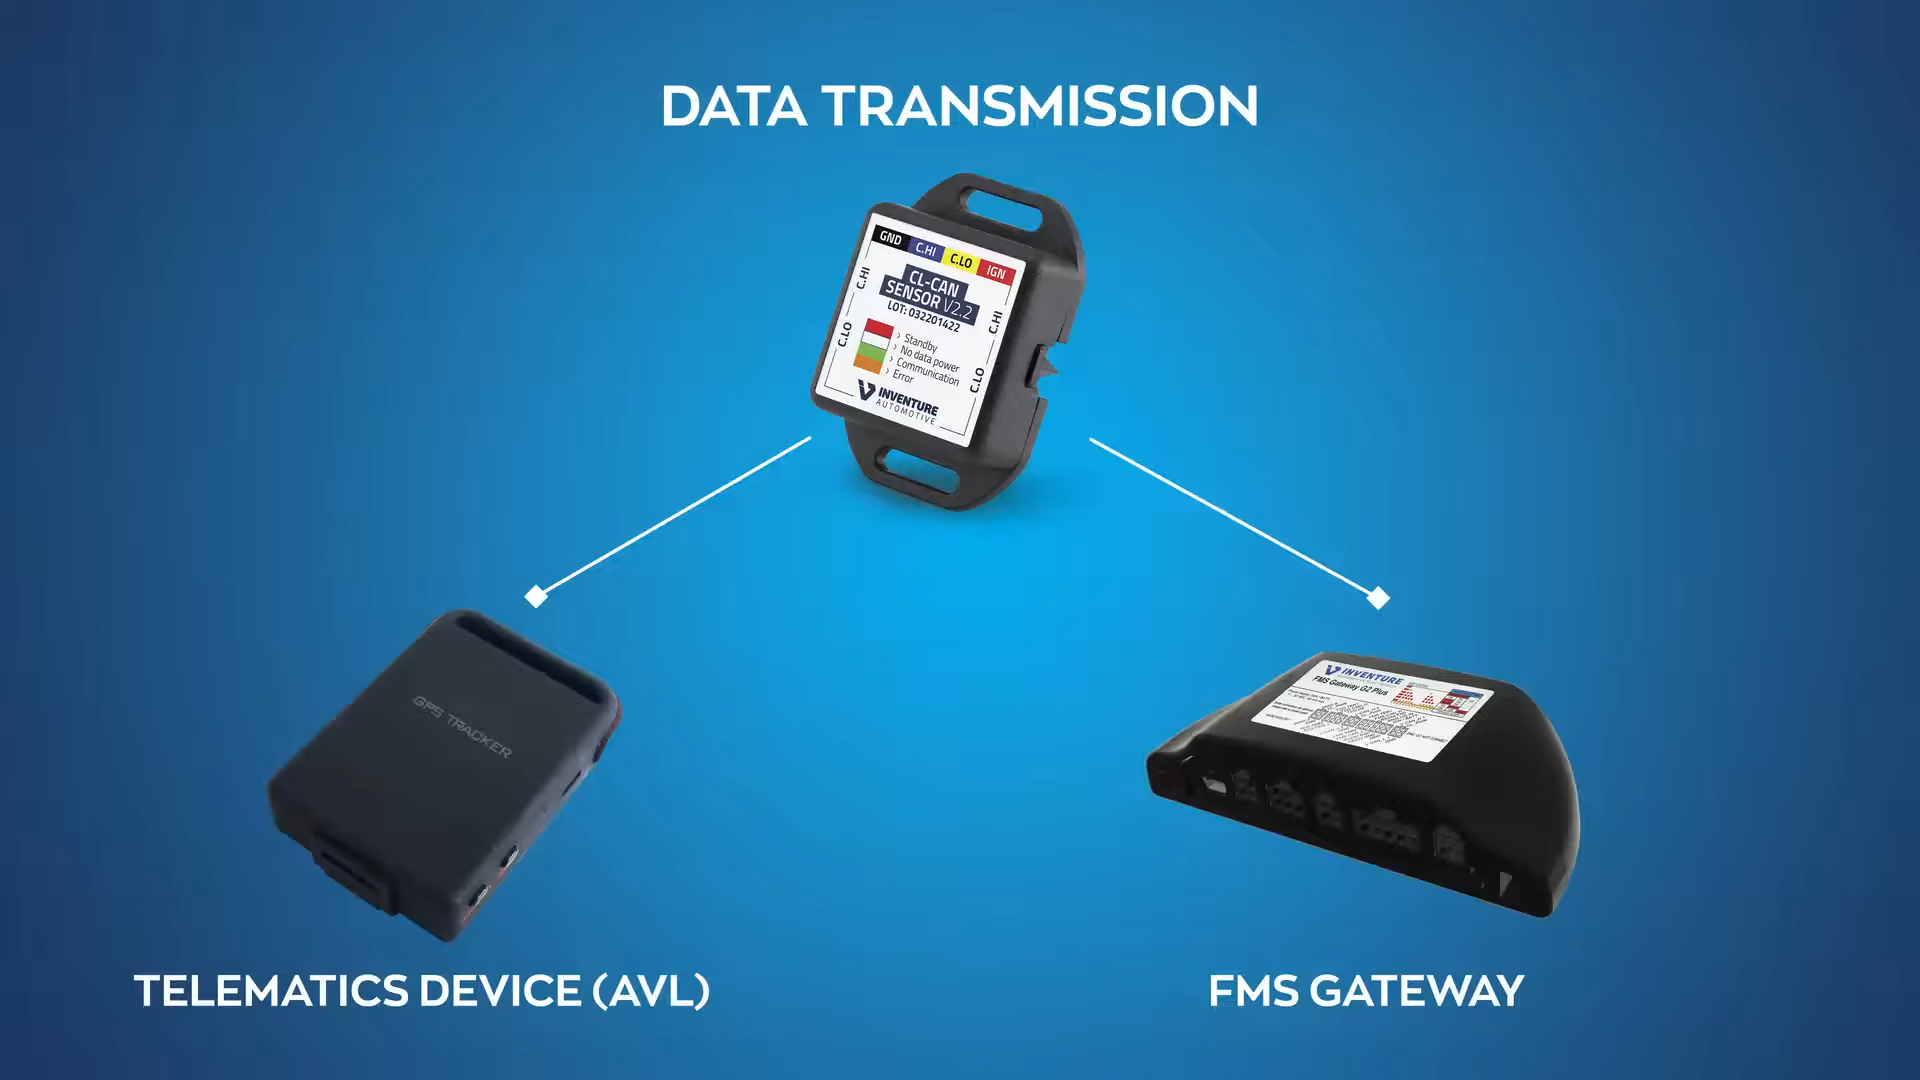 DATA TRANSMISSION
GND C.HI C.LO IGN
CL-CAN
SENSOR V2.2
LOT: 032201422
C.HI
C.LO
C.HI
C.LO
Standby
No data power
Communication
Error
INVENTURE
AUTOMOTIVE
GPS TRACKER
INVENTURE
FMS Gateway G2 Plus
TELEMATICS DEVICE (AVL)
FMS GATEWAY